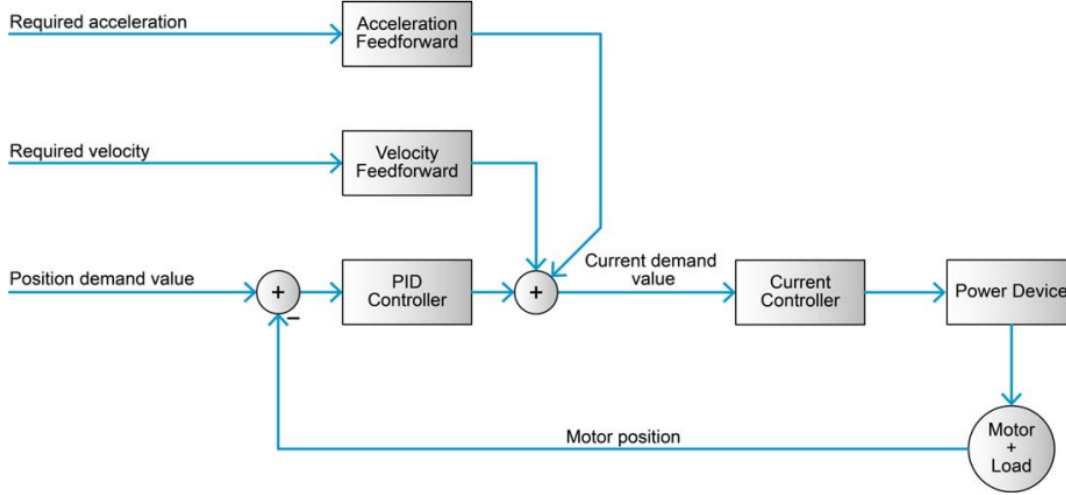 Required acceleration
Acceleration
Feedforward
Required velocity
Velocity
Feedforward
Position demand value
+
−
PID
Controller
+
Current demand
value
Current
Controller
Power Device
Motor position
Motor
+
Load